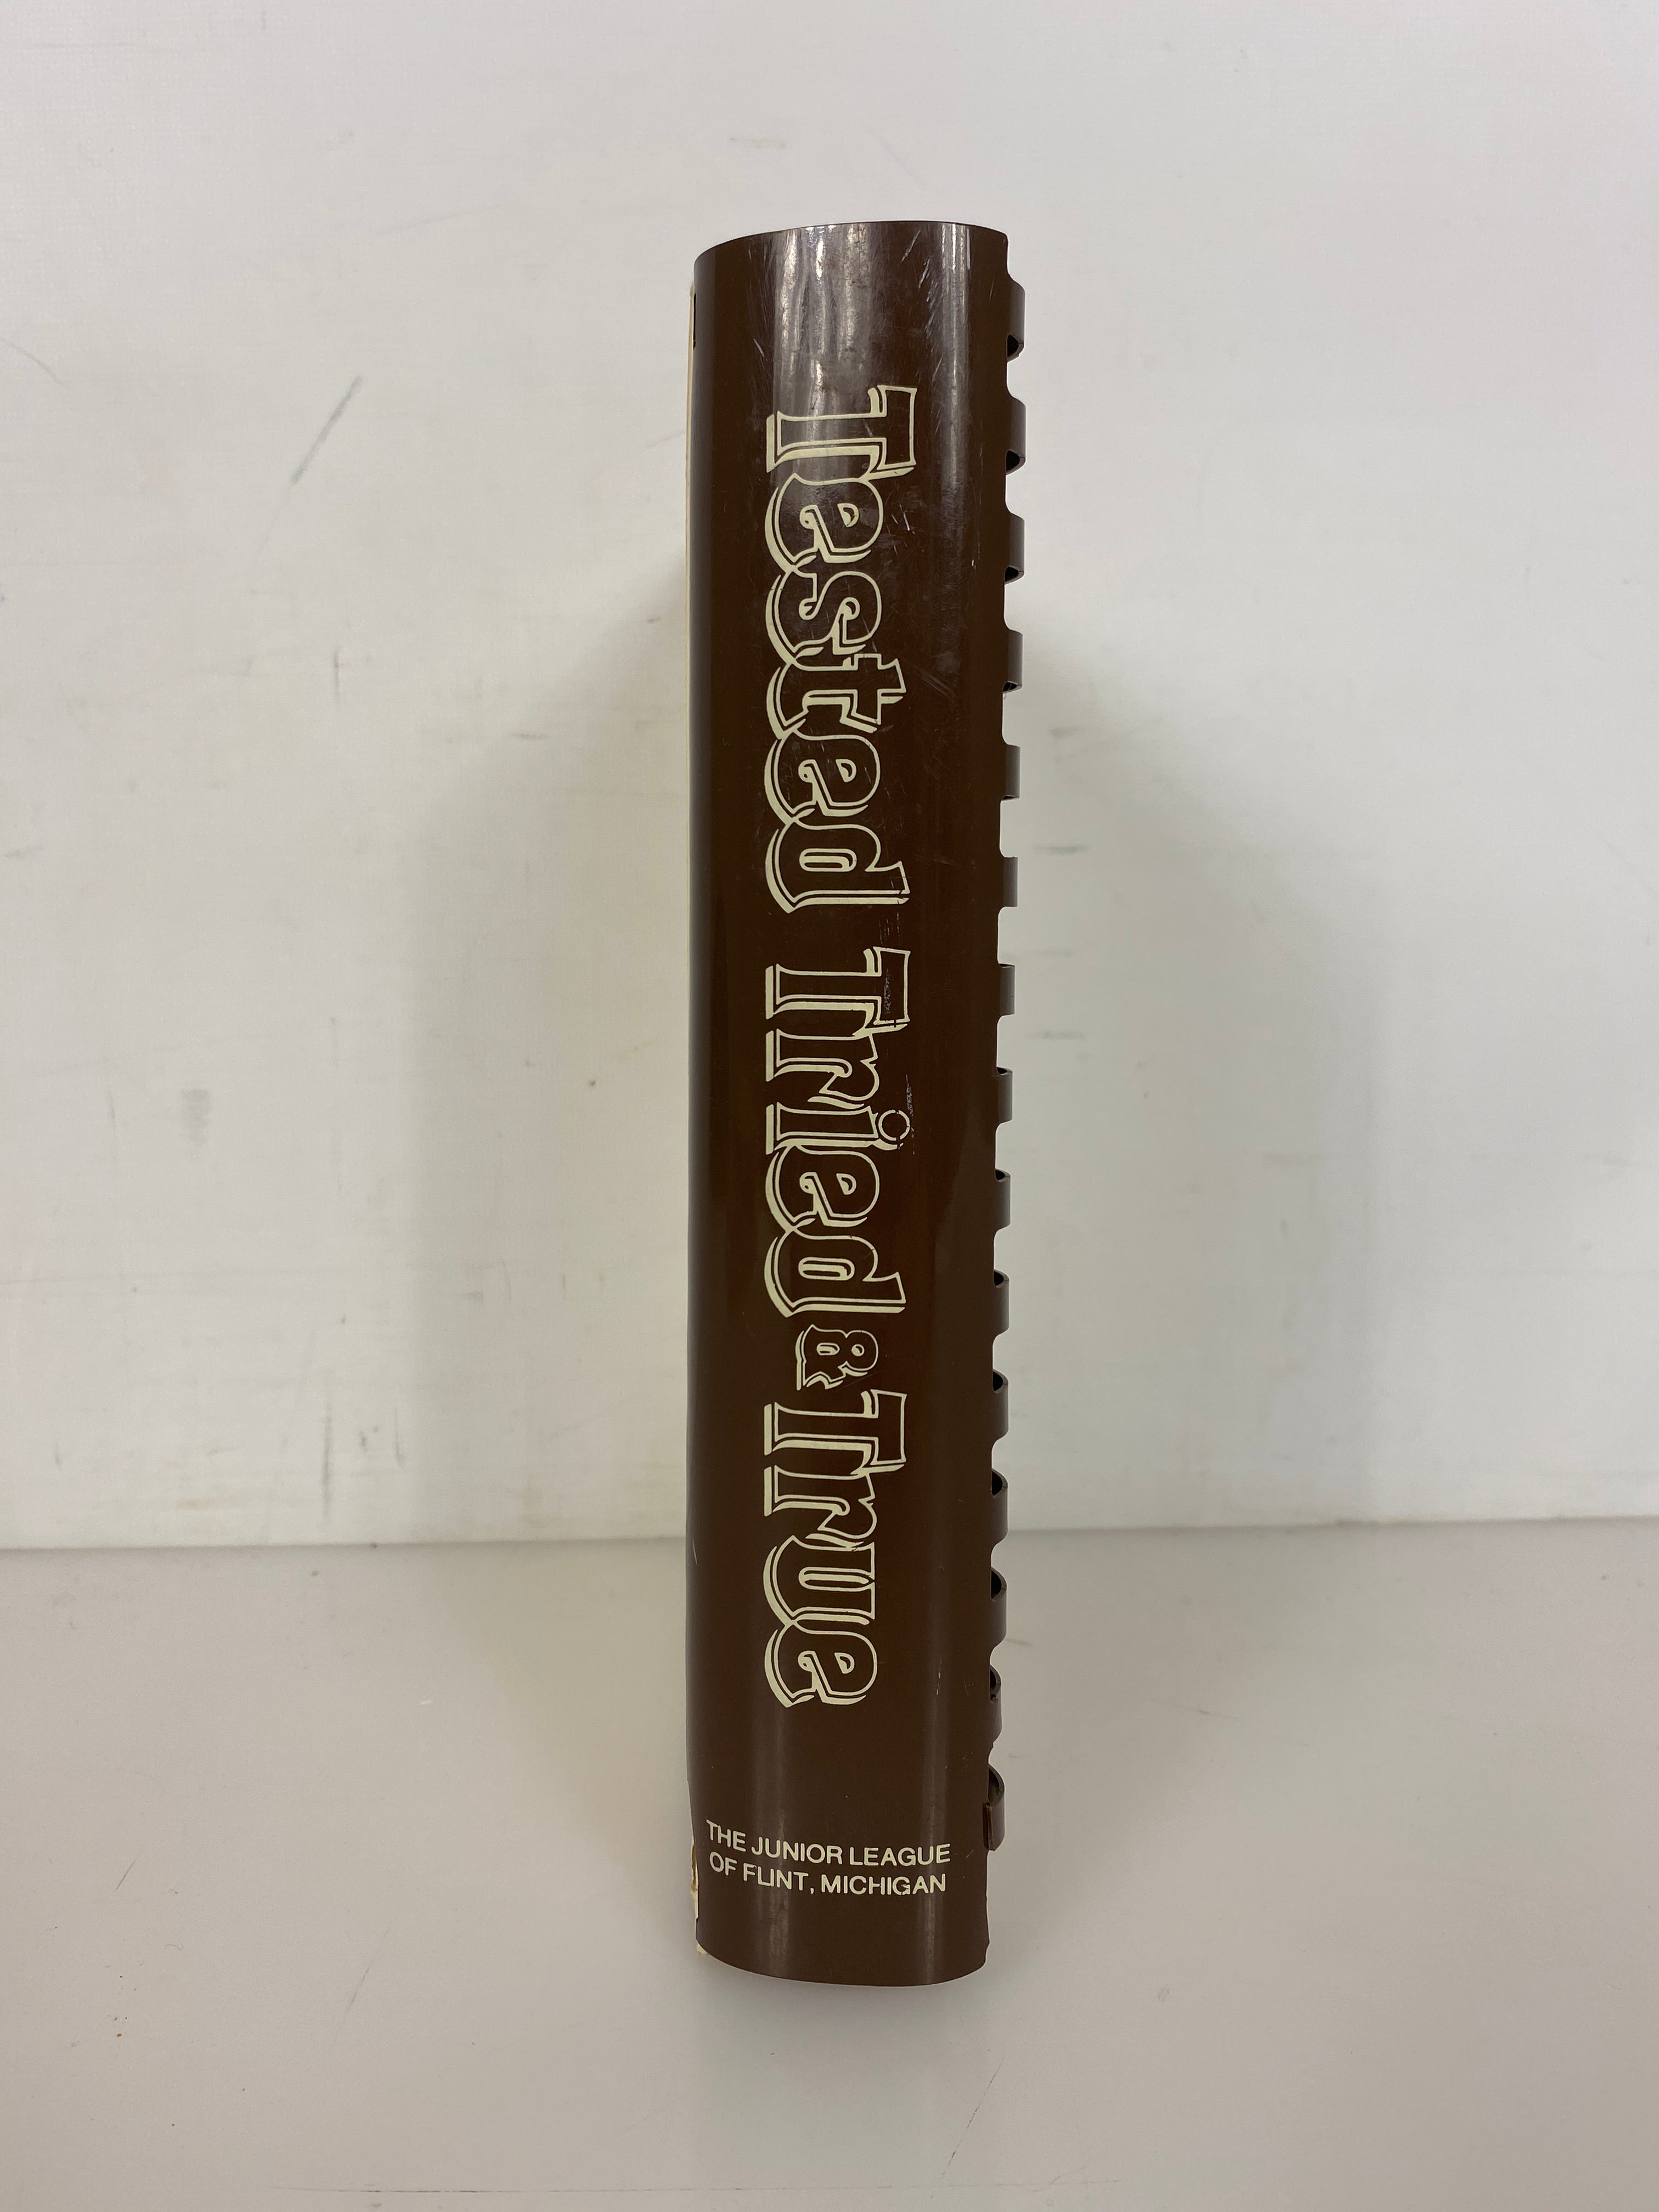 Tested Tried & True
THE JUNIOR LEAGUE
OF FLINT, MICHIGAN